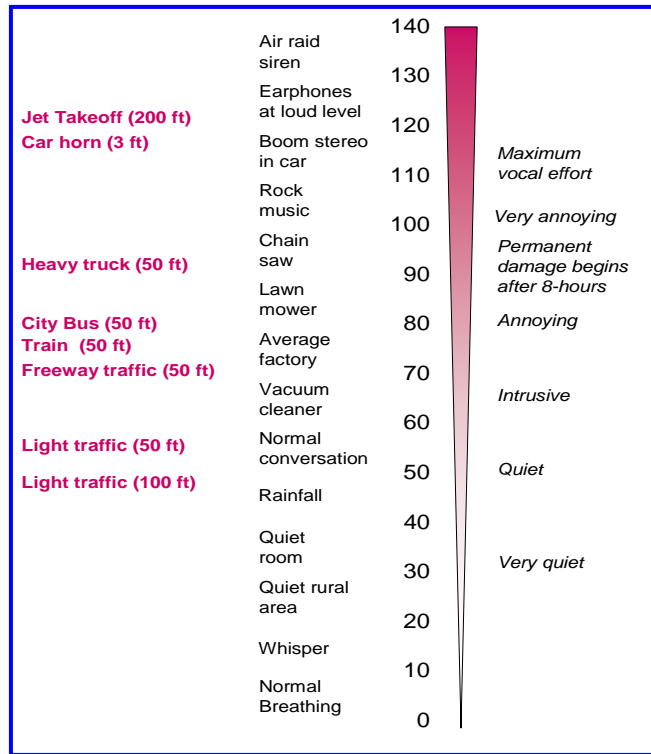 140
Air raid
siren
130
Earphones
at loud level
Jet Takeoff (200 ft)
120
Car horn (3 ft)
Boom stereo
in car
Maximum
vocal effort
110
Rock
music
Very annoying
100
Chain
saw
Permanent
damage begins
after 8-hours
Heavy truck (50 ft)
90
Lawn
mower
City Bus (50 ft)
80
Annoying
Train (50 ft)
Average
factory
Freeway traffic (50 ft)
70
Vacuum
cleaner
Intrusive
60
Light traffic (50 ft)
Normal
conversation
50
Quiet
Light traffic (100 ft)
Rainfall
40
Quiet
room
Very quiet
30
Quiet rural
area
20
Whisper
10
Normal
Breathing
0